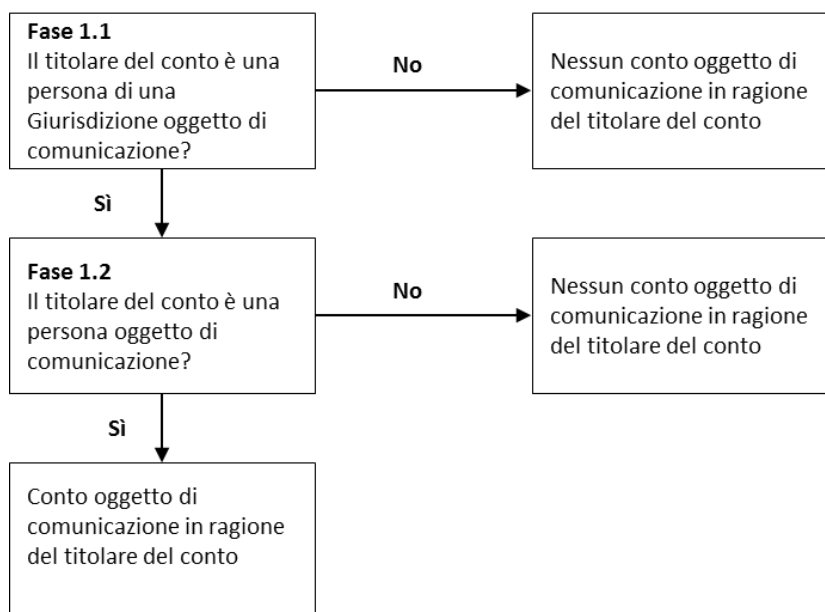 Fase 1.1
Il titolare del conto è una
persona di una
Giurisdizione oggetto di
comunicazione?
No
Nessun conto oggetto di
comunicazione in ragione
del titolare del conto
Sì
Fase 1.2
Il titolare del conto è una
persona oggetto di
comunicazione?
No
Nessun conto oggetto di
comunicazione in ragione
del titolare del conto
Sì
Conto oggetto di
comunicazione in ragione
del titolare del conto